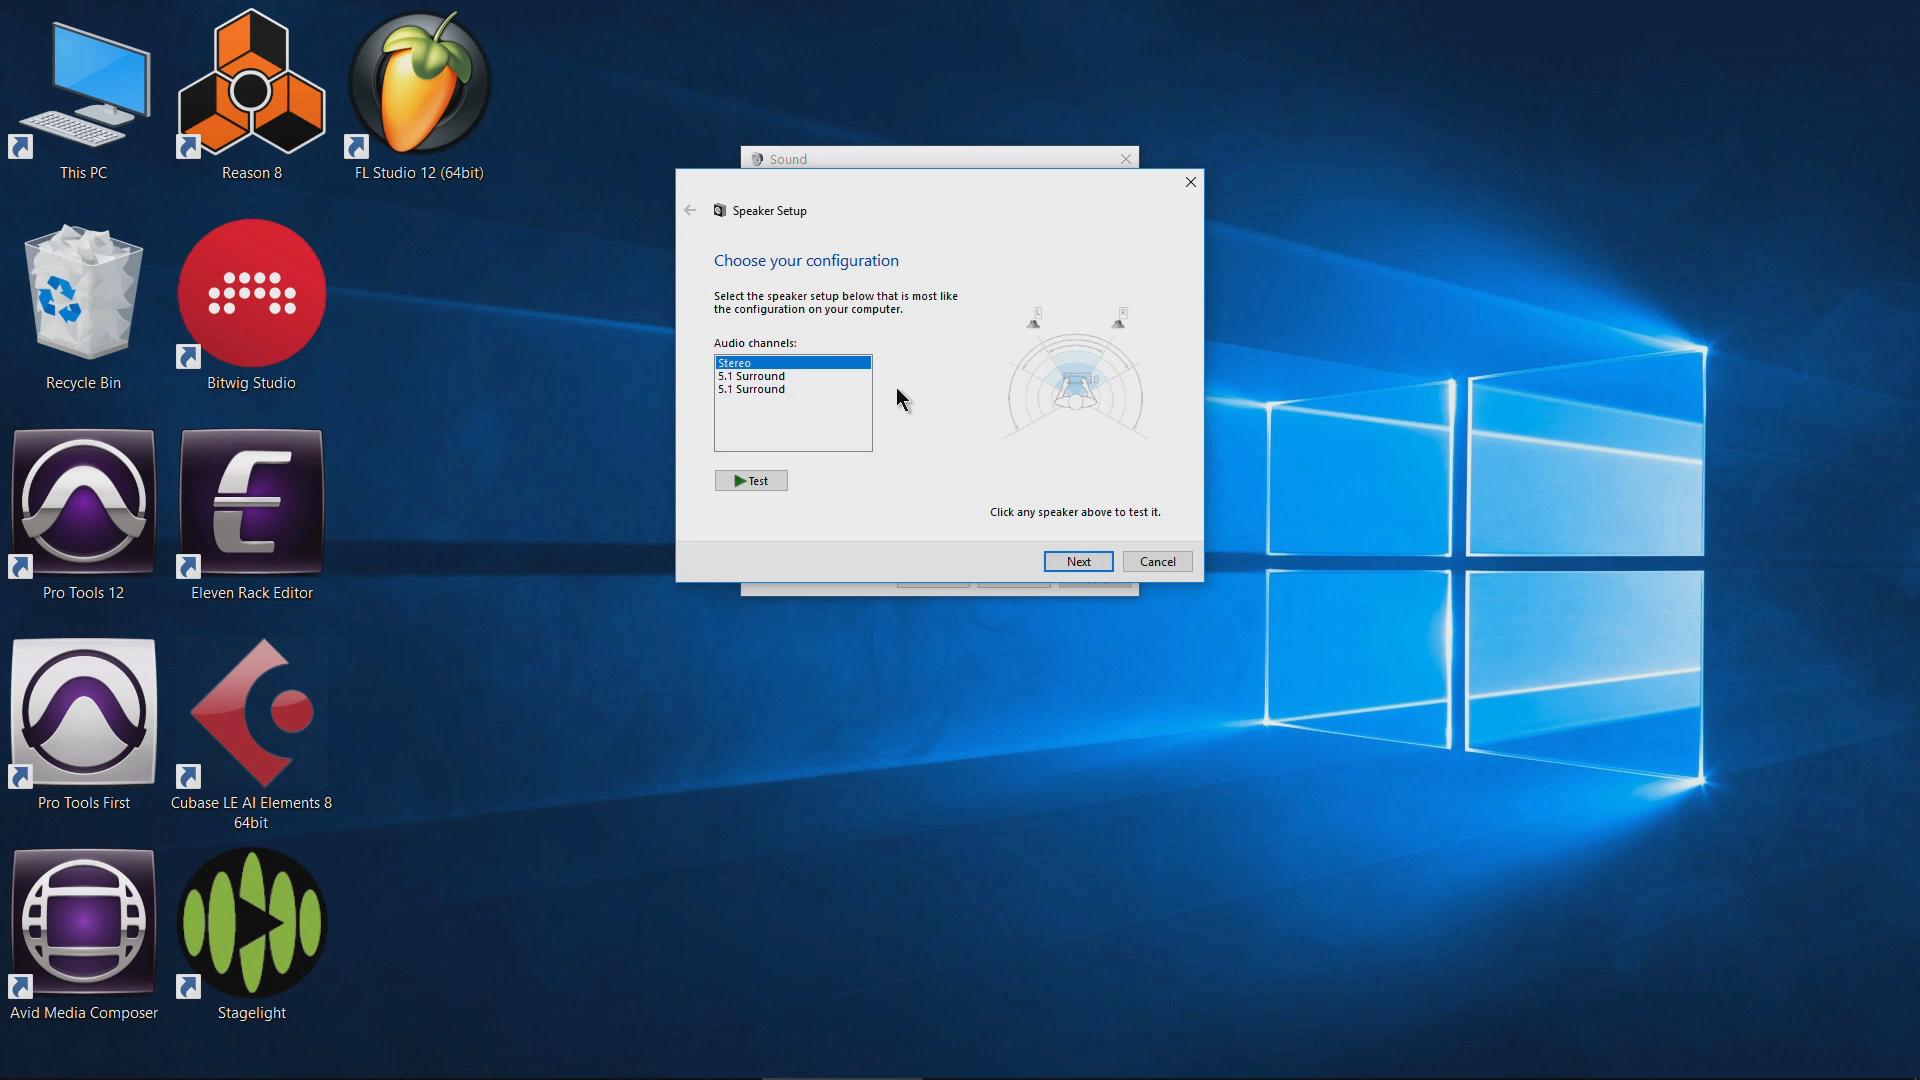 This PC
Reason 8
FL Studio 12 (64bit)
Recycle Bin
Bitwig Studio
Pro Tools 12
Eleven Rack Editor
Pro Tools First
Cubase LE AI Elements 8
64bit
Avid Media Composer
Stagelight
Sound
Speaker Setup
Choose your configuration
Select the speaker setup below that is most like
the configuration on your computer.
Audio channels:
Stereo
5.1 Surround
5.1 Surround
L
R
Test
Click any speaker above to test it.
Next
Cancel